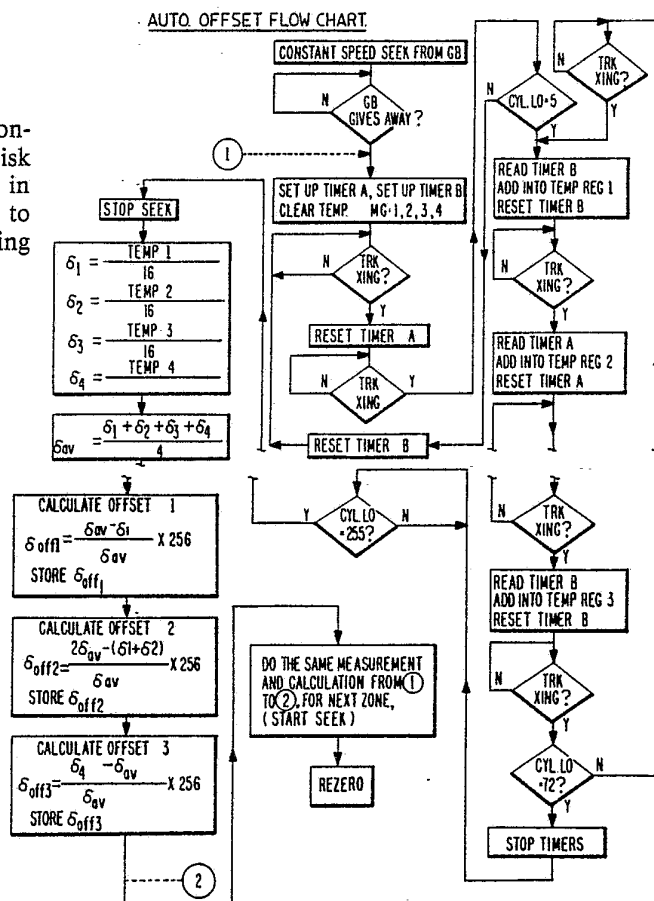 AUTO. OFFSET FLOW CHART.
on-
isk
in
to
ing
CONSTANT SPEED SEEK FROM GB
N
GB
GIVES AWAY?
1
SET UP TIMER A, SET UP TIMER B
CLEAR TEMP. MG·1,2,3,4
N
TRK
XING?
Y
RESET TIMER A
N
TRK
XING
Y
RESET TIMER B
STOP SEEK
δ1 = TEMP 1
16
δ2 = TEMP 2
16
δ3 = TEMP 3
16
δ4 = TEMP 4
δav = δ1 + δ2 + δ3 + δ4
4
CALCULATE OFFSET 1
δoff1 = δav - δ1 X 256
δav
STORE δoff1
CALCULATE OFFSET 2
δoff2 = 2δav - (δ1+δ2) X 256
δav
STORE δoff2
CALCULATE OFFSET 3
δoff3 = δ4 - δav X 256
δav
STORE δoff3
2
Y
CYL.LO
=255?
N
DO THE SAME MEASUREMENT
AND CALCULATION FROM 1
TO 2, FOR NEXT ZONE,
(START SEEK)
REZERO
N
CYL.LO=5
Y
N
TRK
XING?
Y
READ TIMER B
ADD INTO TEMP REG 1
RESET TIMER B
N
TRK
XING?
Y
READ TIMER A
ADD INTO TEMP REG 2
RESET TIMER A
N
TRK
XING?
Y
READ TIMER B
ADD INTO TEMP REG 3
RESET TIMER B
N
TRK
XING?
Y
CYL.LO
=72?
N
Y
STOP TIMERS